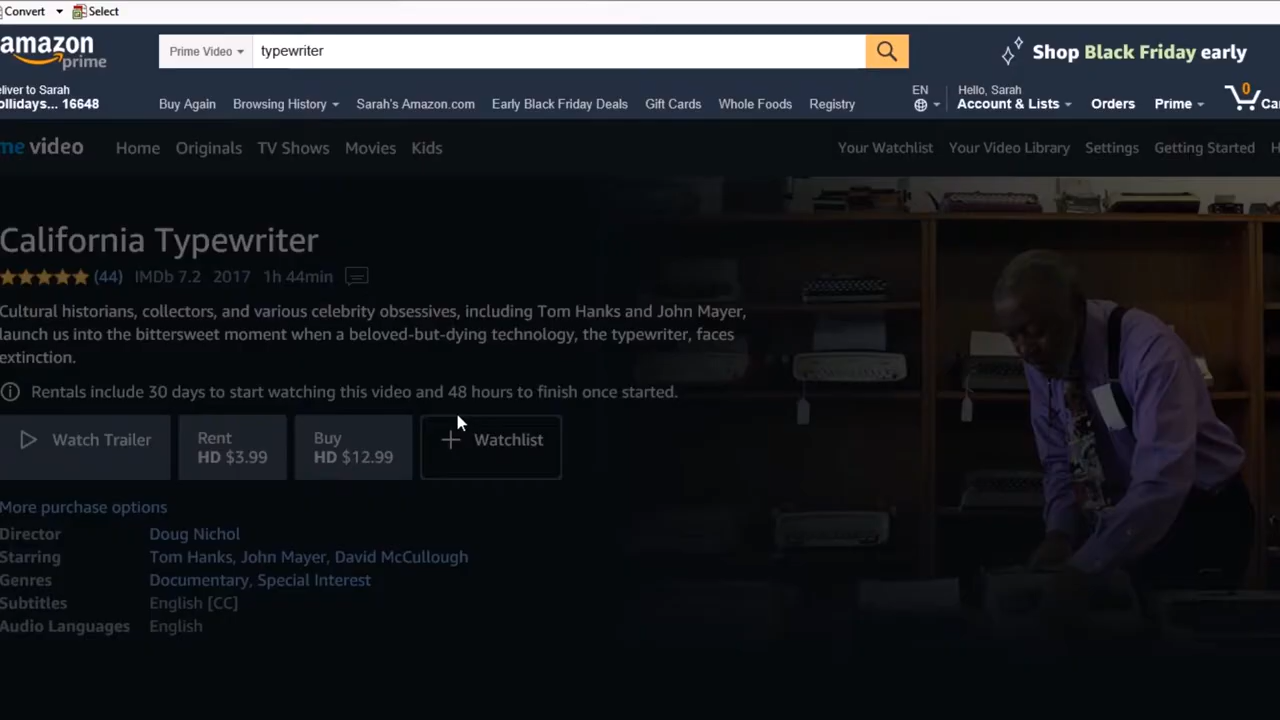 Convert Select
amazon prime
Prime Video typewriter
Shop Black Friday early
16648
Buy Again Browsing History Sarah's Amazon.com Early Black Friday Deals Gift Cards Whole Foods Registry
EN
Hello, Sarah
Account & Lists Orders Prime 0
video Home Originals TV Shows Movies Kids
Your Watchlist Your Video Library Settings Getting Started
California Typewriter
(44) IMDb 7.2 2017 1h 44min
Cultural historians, collectors, and various celebrity obsessives, including Tom Hanks and John Mayer,
launch us into the bittersweet moment when a beloved-but-dying technology, the typewriter, faces
extinction.
Rentals include 30 days to start watching this video and 48 hours to finish once started.
Watch Trailer
Rent
HD $3.99
Buy
HD $12.99
Watchlist
More purchase options
Director Doug Nichol
Starring Tom Hanks, John Mayer, David McCullough
Genres Documentary, Special Interest
Subtitles English [CC]
Audio Languages English